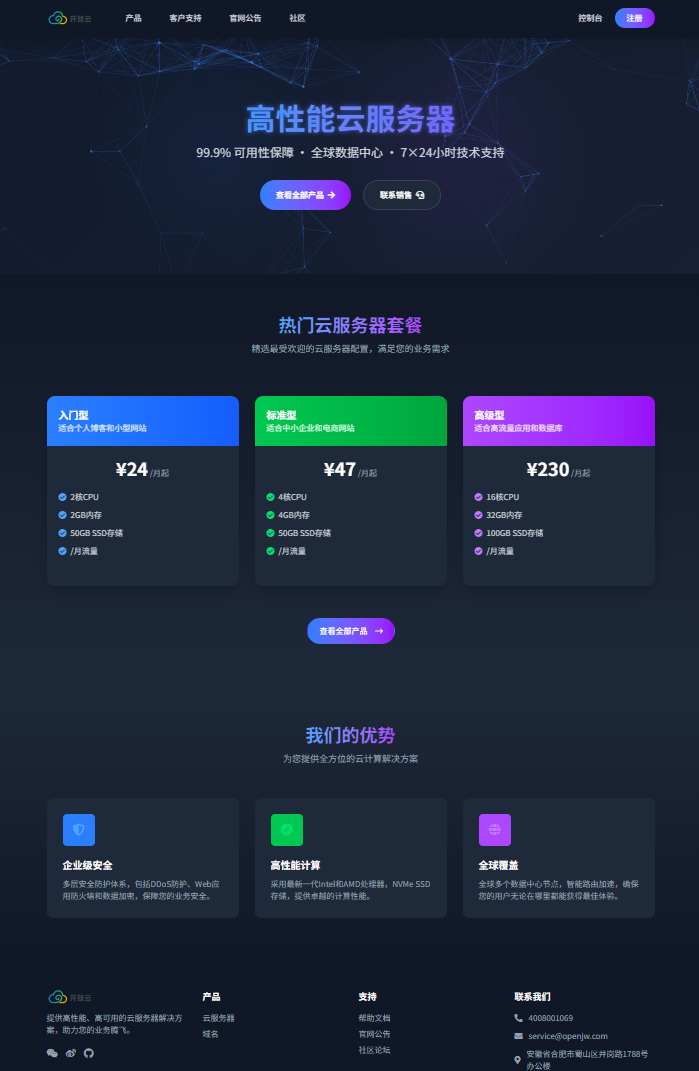 开放云
产品 客户支持 官网公告 社区 控制台 注册
高性能云服务器
99.9% 可用性保障 • 全球数据中心 • 7×24小时技术支持
查看全部产品 联系销售
热门云服务器套餐
精选最受欢迎的云服务器配置，满足您的业务需求
入门型
适合个人博客和小型网站
¥24 /月起
2核CPU
2GB内存
50GB SSD存储
/月流量
标准型
适合中小企业和电商网站
¥47 /月起
4核CPU
4GB内存
50GB SSD存储
/月流量
高级型
适合高流量应用和数据库
¥230 /月起
16核CPU
32GB内存
100GB SSD存储
/月流量
查看全部产品
我们的优势
为您提供全方位的云计算解决方案
企业级安全
多层安全防护体系，包括DDoS防护、Web应
用防火墙和数据加密，保障您的业务安全。
高性能计算
采用最新一代Intel和AMD处理器，NVMe SSD
存储，提供卓越的计算性能。
全球覆盖
全球多个数据中心节点，智能路由加速，确保
您的用户无论在哪里都能获得最佳体验。
开放云
提供高性能、高可用的云服务器解决方
案，助力您的业务腾飞。
产品
云服务器
域名
支持
帮助文档
官网公告
社区论坛
联系我们
4008001069
service@openjw.com
安徽省合肥市蜀山区井岗路1788号
办公楼